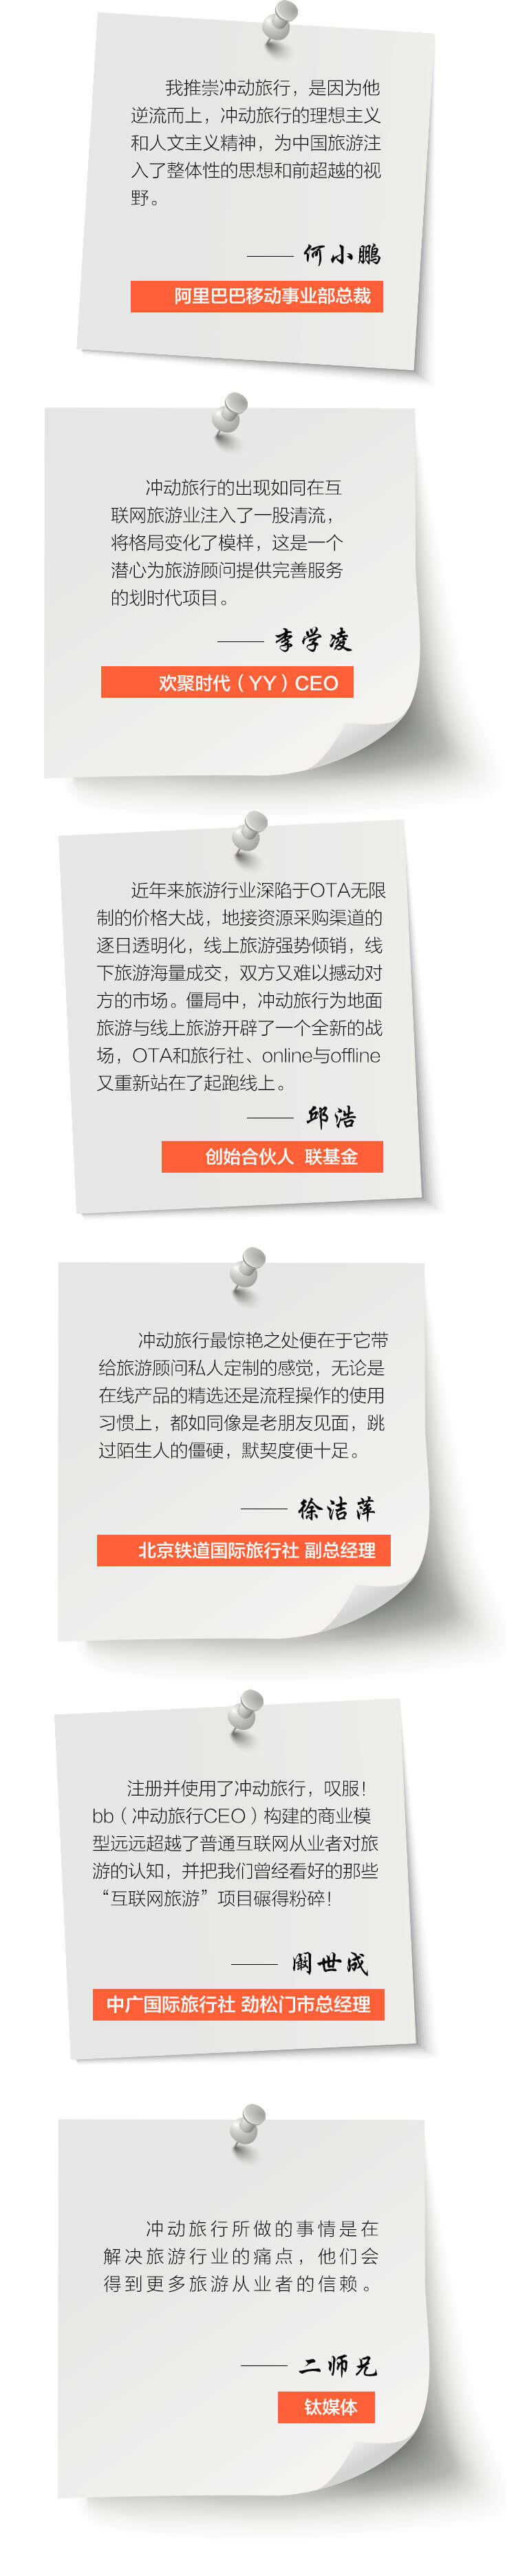 我推崇冲动旅行，是因为他
逆流而上，冲动旅行的理想主义
和人文主义精神，为中国旅游注
入了整体性的思想和前超越的视
野。
—— 何小鹏
阿里巴巴移动事业部总裁
冲动旅行的出现如同在互
联网旅游业注入了一股清流，
将格局变化了模样，这是一个
潜心为旅游顾问提供完善服务
的划时代项目。
—— 李学凌
欢聚时代（YY）CEO
近年来旅游行业深陷于OTA无限
制的价格大战，地接资源采购渠道的
逐日透明化，线上旅游强势倾销，线
下旅游海量成交，双方又难以撼动对
方的市场。僵局中，冲动旅行为地面
旅游与线上旅游开辟了一个全新的战
场，OTA和旅行社、online与offline
又重新站在了起跑线上。
—— 邱浩
创始合伙人 联基金
冲动旅行最惊艳之处便在于它带
给旅游顾问私人定制的感觉，无论是
在线产品的精选还是流程操作的使用
习惯上，都如同像是老朋友见面，跳
过陌生人的僵硬，默契度便十足。
—— 徐洁萍
北京铁道国际旅行社 副总经理
注册并使用了冲动旅行，叹服！
bb（冲动旅行CEO）构建的商业模
型远远超越了普通互联网从业者对旅
游的认知，并把我们曾经看好的那些
“互联网旅游”项目碾得粉碎！
—— 阚世成
中广国际旅行社 劲松门市总经理
冲动旅行所做的事情是在
解决旅游行业的痛点，他们会
得到更多旅游从业者的信赖。
—— 二师兄
钛媒体